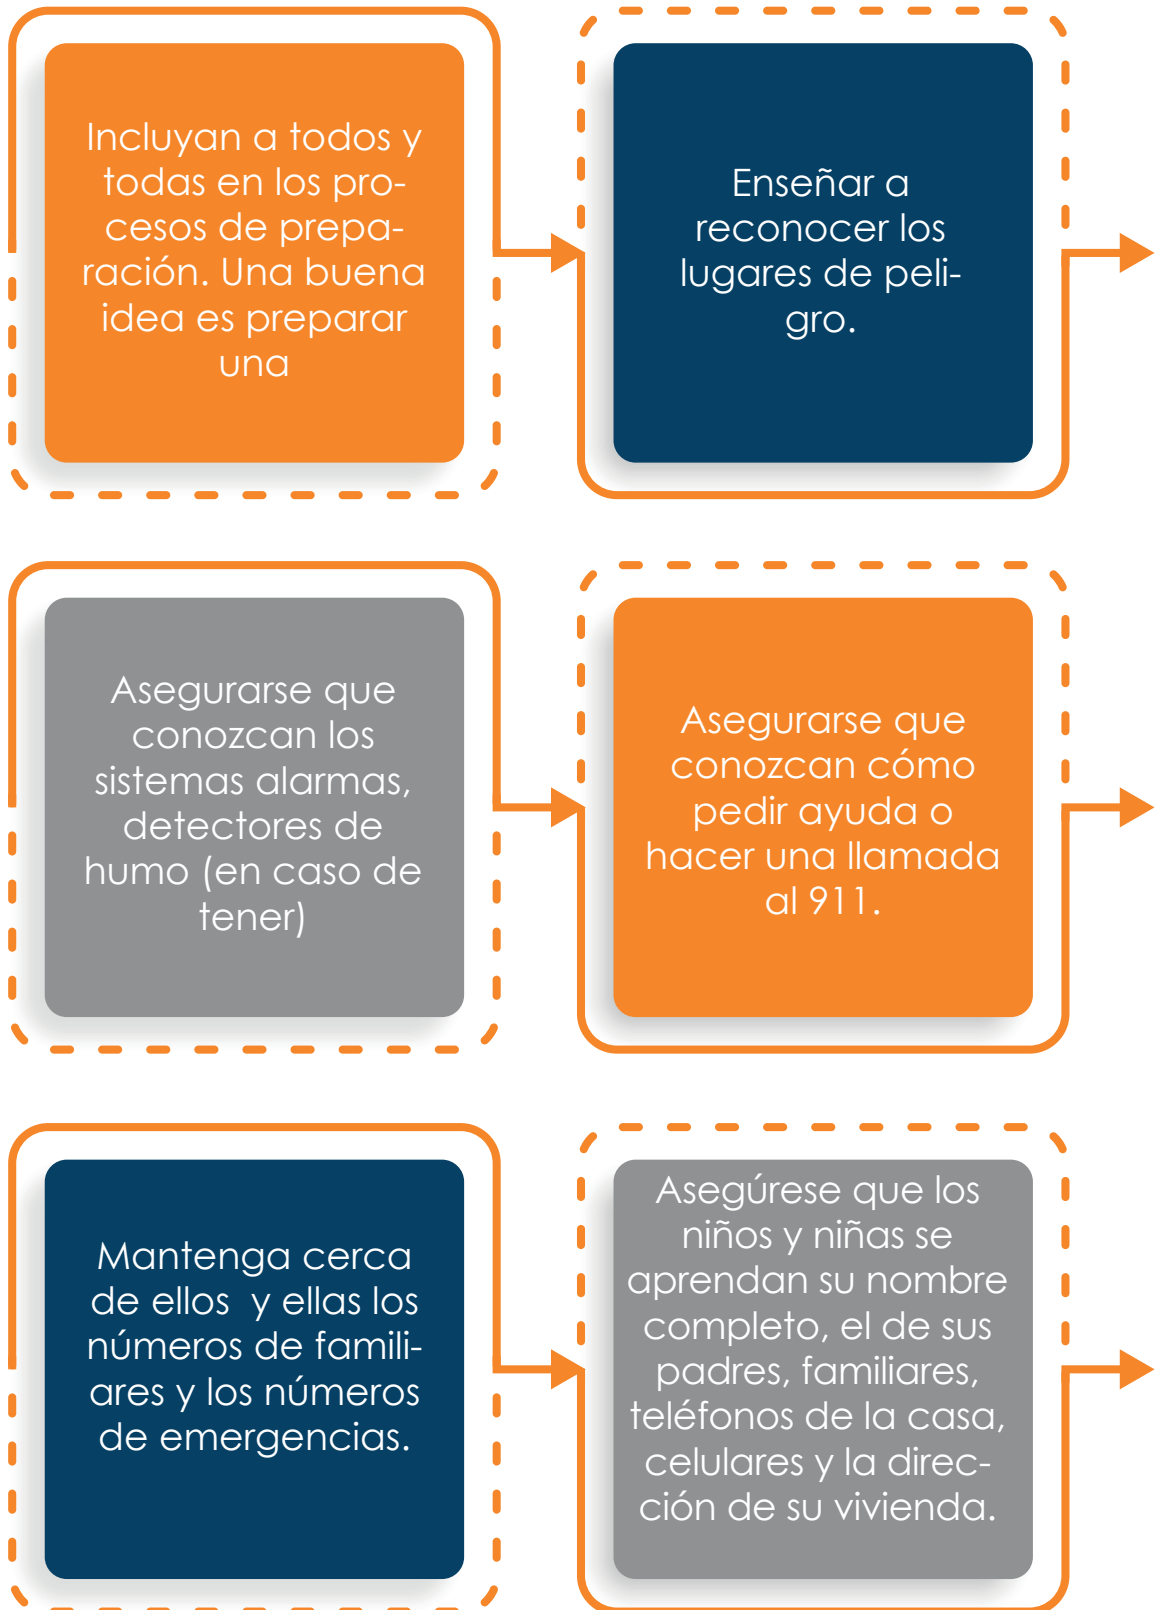 Incluyan a todos y
todas en los pro-
cesos de prepa-
ración. Una buena
idea es preparar
una
Enseñar a
reconocer los
lugares de peli-
gro.
Asegurarse que
conozcan los
sistemas alarmas,
detectores de
humo (en caso de
tener)
Asegurarse que
conozcan cómo
pedir ayuda o
hacer una llamada
al 911.
Mantenga cerca
de ellos  y ellas los
números de famili-
ares y los números
de emergencias.
Asegúrese que los
niños y niñas se
aprendan su nombre
completo, el de sus
padres, familiares,
teléfonos de la casa,
celulares y la direc-
ción de su vivienda.